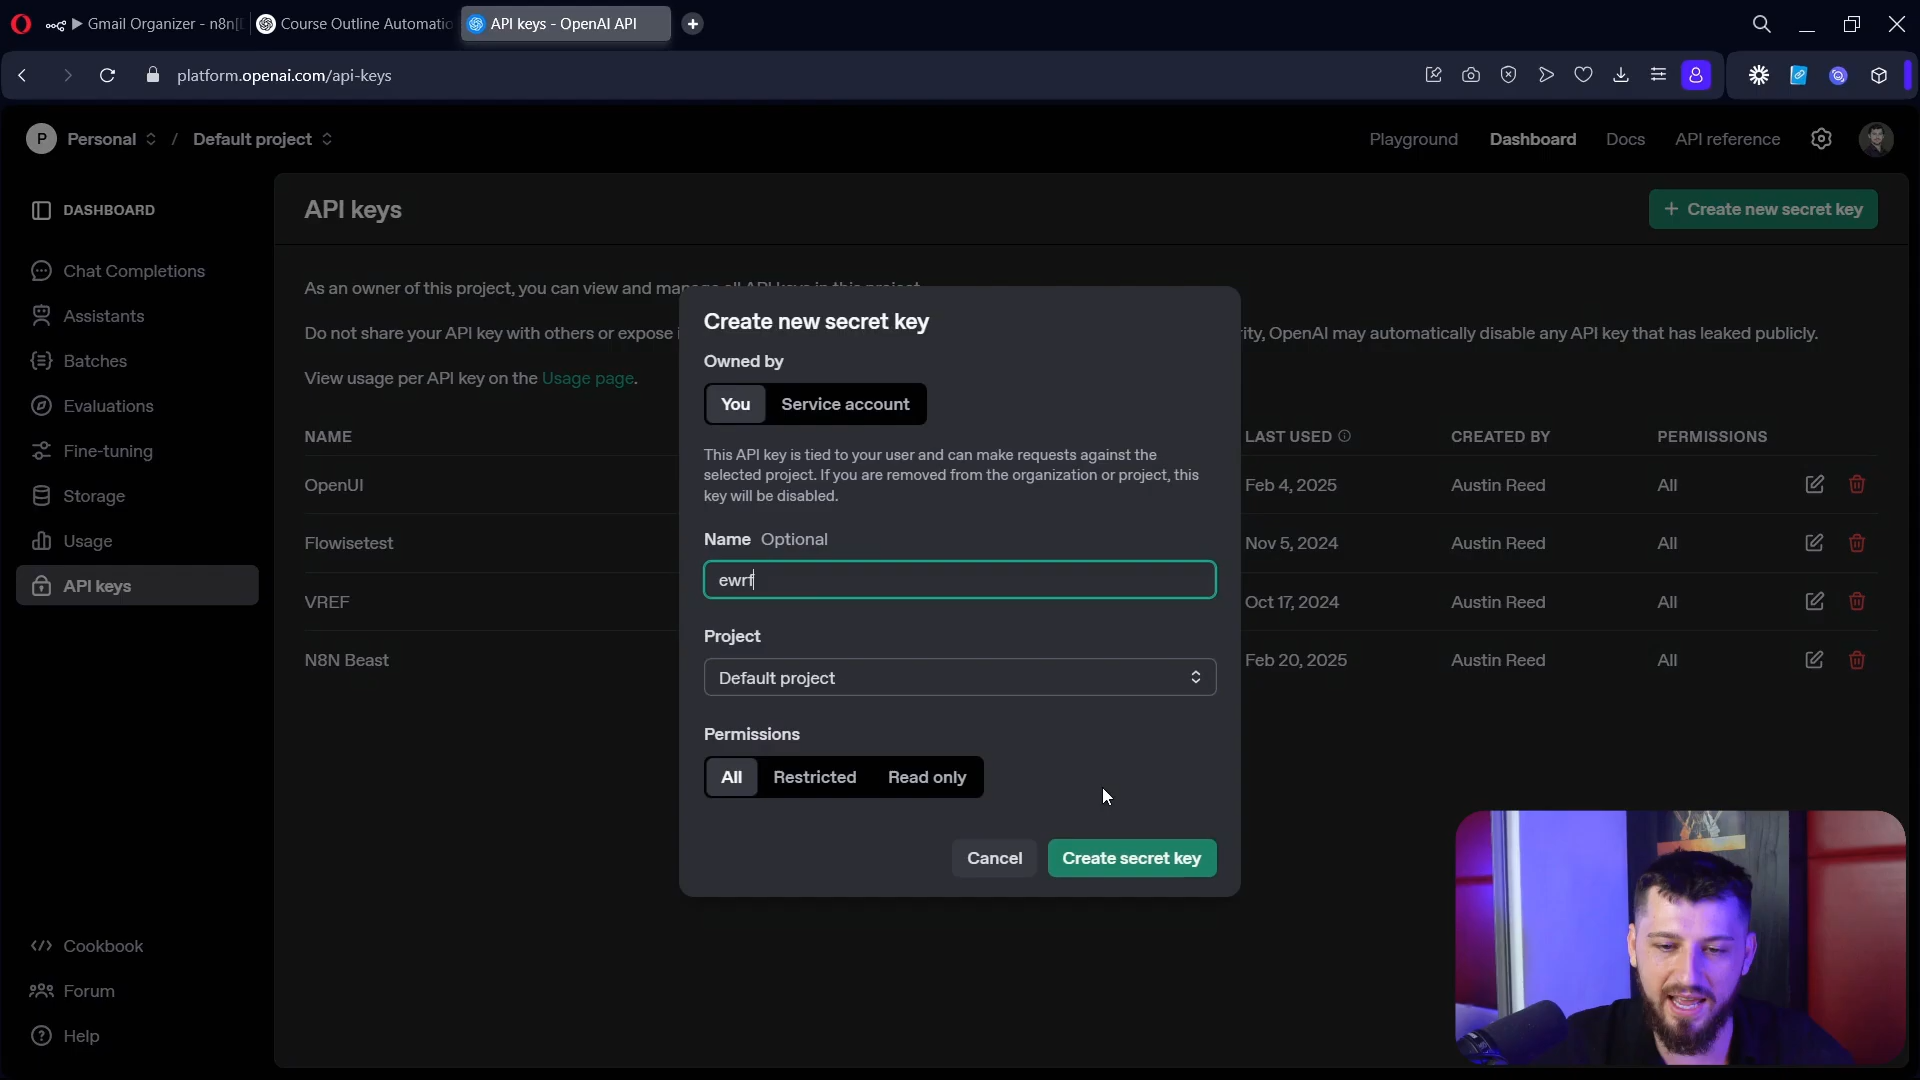 Gmail Organizer - n8n[
Course Outline Automatio
API keys - OpenAI API
platform.openai.com/api-keys
P Personal / Default project
Playground Dashboard Docs API reference
DASHBOARD
Chat Completions
Assistants
Batches
Evaluations
Fine-tuning
Storage
Usage
API keys
Cookbook
Forum
Help
API keys
+ Create new secret key
As an owner of this project, you can view and manage all API keys in this project.
Do not share your API key with others or expose
ity, OpenAI may automatically disable any API key that has leaked publicly.
View usage per API key on the Usage page.
NAME LAST USED CREATED BY PERMISSIONS
OpenUI Feb 4, 2025 Austin Reed All
Flowisetest Nov 5, 2024 Austin Reed All
VREF Oct 17, 2024 Austin Reed All
N8N Beast Feb 20, 2025 Austin Reed All
Create new secret key
Owned by
You Service account
This API key is tied to your user and can make requests against the
selected project. If you are removed from the organization or project, this
key will be disabled.
Name Optional
ewrf
Project
Default project
Permissions
All Restricted Read only
Cancel Create secret key